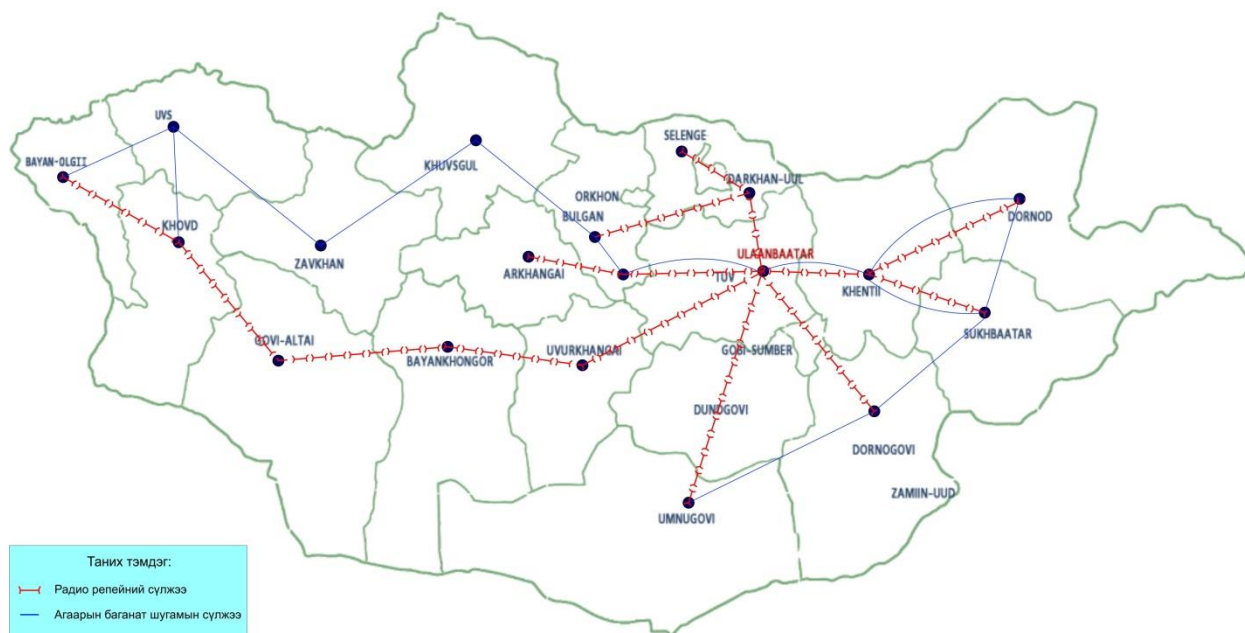 UVS
BAYAN-OLGII
KHOVD
ZAVKHAN
KHUVSGUL
SELENGE
DARKHAN-UUL
ORKHON
BULGAN
ARKHANGAI
ULAANBAATAR
TUV
KHENTII
DORNOD
SUKHBAATAR
GOVI-ALTAI
BAYANKHONGOR
UVURKHANGAI
GOBI-SUMBER
DUNDGOVI
DORNOGOVI
ZAMIIN-UUD
UMNUGOVI
Таних тэмдэг:
Радио репейний сүлжээ
Агаарын баганат шугамын сүлжээ